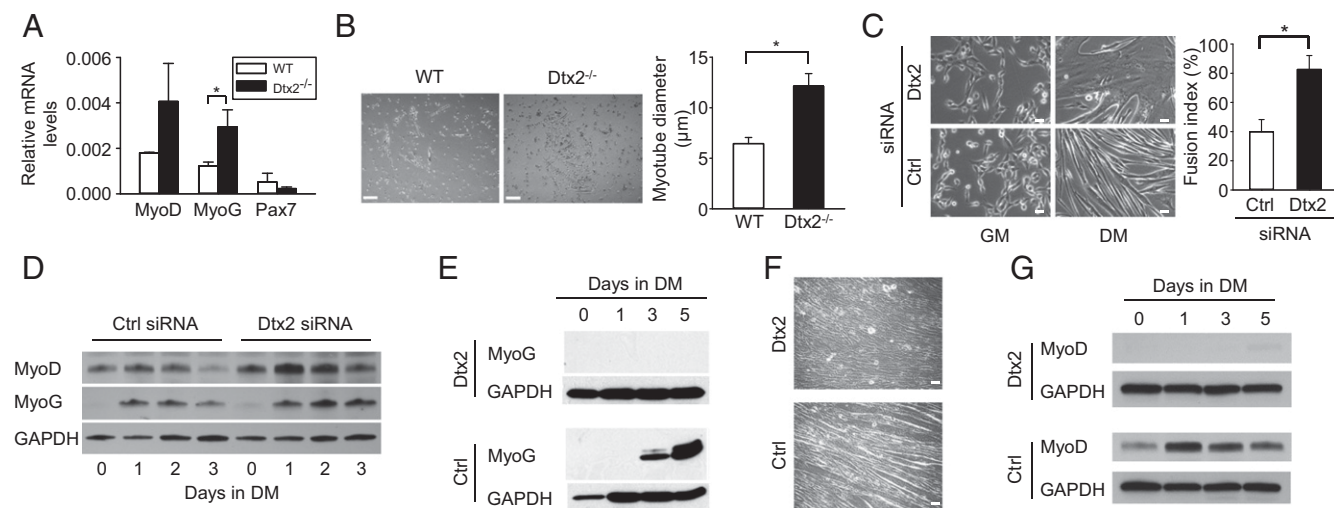 A
Relative mRNA
levels
0.006
0.004
0.002
0.000
WT
Dtx2-/-
*
MyoD MyoG Pax7
B
WT Dtx2-/-
Myotube diameter
(μm)
15
10
5
0
*
WT Dtx2-/-
C
siRNA
Dtx2
Ctrl
GM DM
Fusion index (%)
100
80
60
40
20
0
*
Ctrl Dtx2
siRNA
D
Ctrl siRNA Dtx2 siRNA
MyoD
MyoG
GAPDH
0 1 2 3 0 1 2 3
Days in DM
E
Days in DM
0 1 3 5
Dtx2
MyoG
GAPDH
Ctrl
MyoG
GAPDH
F
Dtx2
Ctrl
G
Days in DM
0 1 3 5
Dtx2
MyoD
GAPDH
Ctrl
MyoD
GAPDH